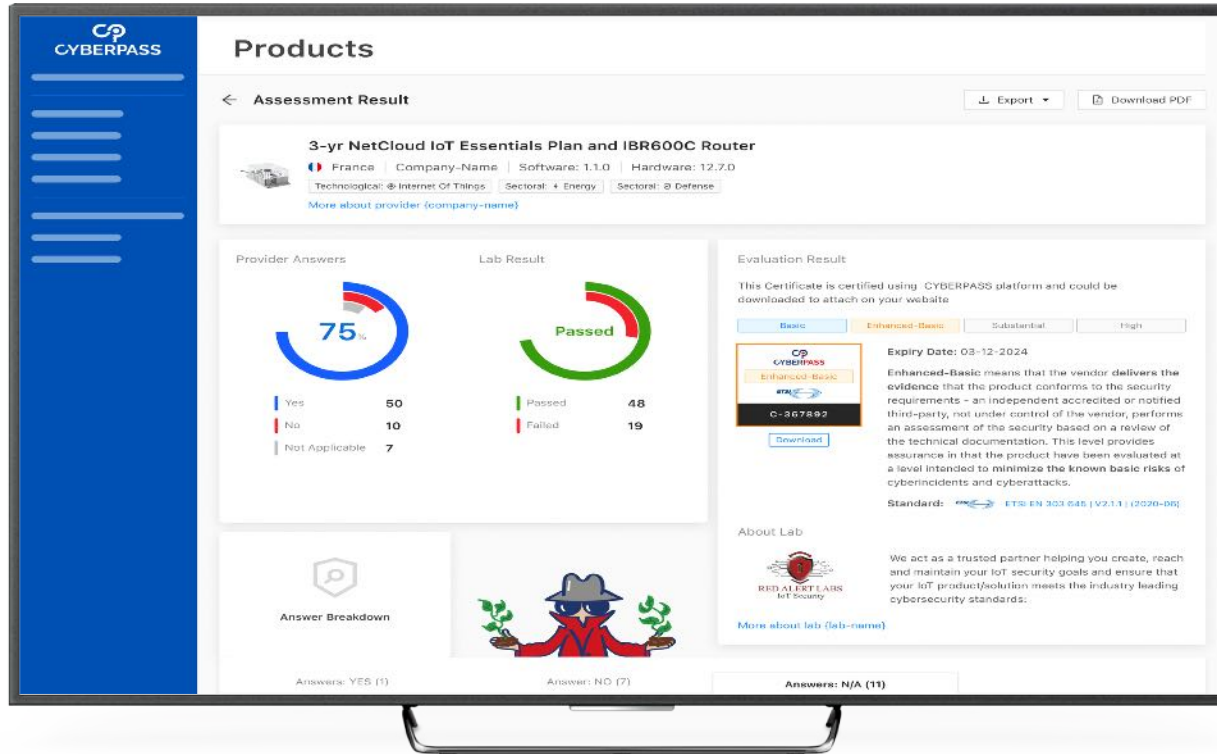 CYBERPASS
Products
Assessment Result
Export
Download PDF
3-yr NetCloud IoT Essentials Plan and IBR600C Router
France | Company-Name | Software: 1.1.0 | Hardware: 12.7.0
Technological: Internet Of Things
Sectoral: Energy
Sectoral: Defense
More about provider (company-name)
Provider Answers
75%
Yes 50
No 10
Not Applicable 7
Lab Result
Passed
Passed 48
Failed 19
Evaluation Result
This Certificate is certified using CYBERPASS platform and could be
downloaded to attach on your website
Basic
Enhanced-Basic
Substantial
High
CYBERPASS
Enhanced-Basic
ETSI
C-367892
Download
Expiry Date: 03-12-2024
Enhanced-Basic means that the vendor delivers the
evidence that the product conforms to the security
requirements - an independent accredited or notified
third-party, not under control of the vendor, performs
an assessment of the security based on a review of
the technical documentation. This level provides
assurance in that the product have been evaluated at
a level intended to minimize the known basic risks of
cyberincidents and cyberattacks.
Standard: ETSI EN 303 645 | V2.1.1 | (2020-06)
About Lab
RED ALERT LABS
IoT Security
We act as a trusted partner helping you create, reach
and maintain your IoT security goals and ensure that
your IoT product/solution meets the industry leading
cybersecurity standards:
More about lab (lab-name)
Answer Breakdown
Answers: YES (1)
Answer: NO (7)
Answers: N/A (11)